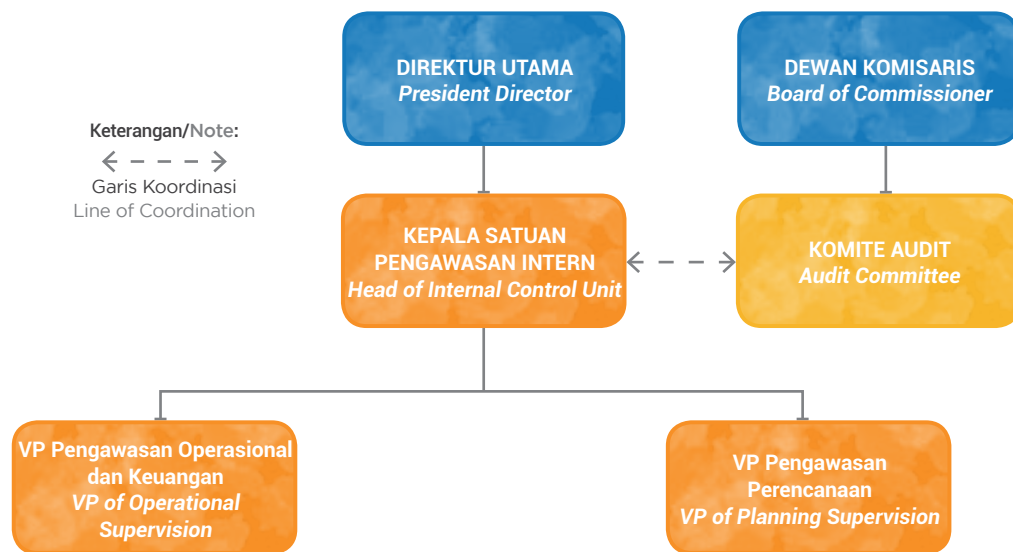 DIREKTUR UTAMA
President Director
DEWAN KOMISARIS
Board of Commissioner
Keterangan/Note:
Garis Koordinasi
Line of Coordination
KEPALA SATUAN
PENGAWASAN INTERN
Head of Internal Control Unit
KOMITE AUDIT
Audit Committee
VP Pengawasan Operasional
dan Keuangan
VP of Operational
Supervision
VP Pengawasan
Perencanaan
VP of Planning Supervision